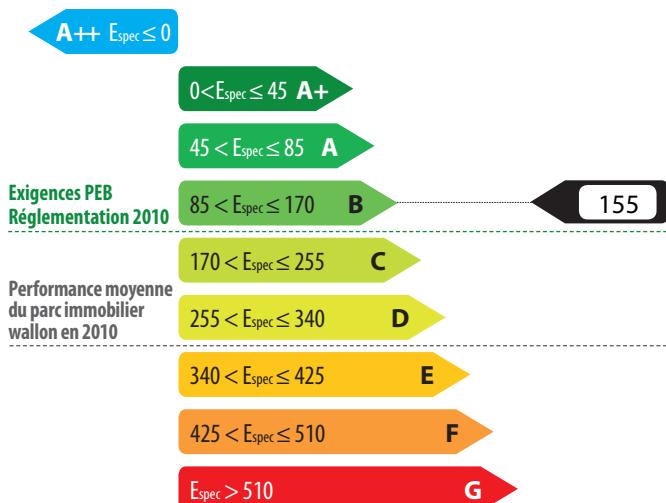 A++ Espec ≤ 0
0<Espec ≤ 45 A+
45 < Espec ≤ 85 A
Exigences PEB
Réglementation 2010
85 < Espec ≤ 170 B
155
170 < Espec ≤ 255 C
Performance moyenne
du parc immobilier
wallon en 2010
255 < Espec ≤ 340 D
340 < Espec ≤ 425 E
425 < Espec ≤ 510 F
Espec > 510 G